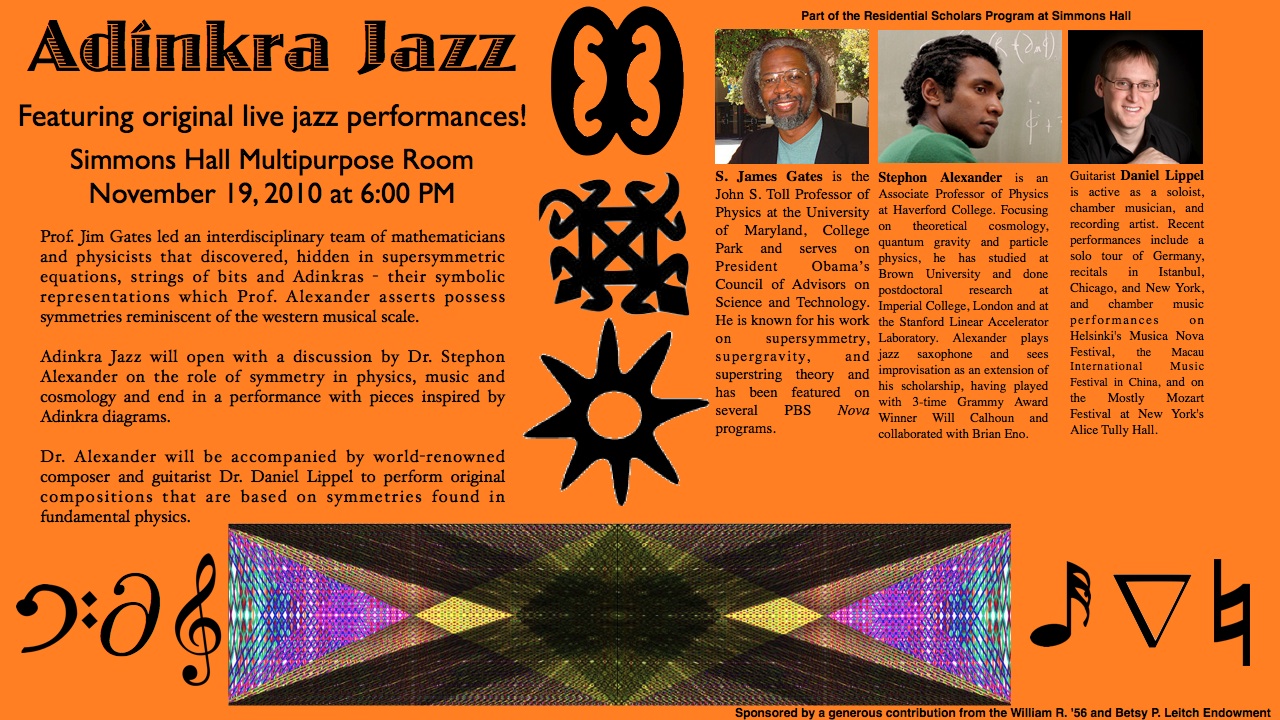 Adinkra Jazz
Featuring original live jazz performances!
Simmons Hall Multipurpose Room
November 19, 2010 at 6:00 PM
Prof. Jim Gates led an interdisciplinary team of mathematicians
and physicists that discovered, hidden in supersymmetric
equations, strings of bits and Adinkras - their symbolic
representations which Prof. Alexander asserts possess
symmetries reminiscent of the western musical scale.
Adinkra Jazz will open with a discussion by Dr. Stephon
Alexander on the role of symmetry in physics, music and
cosmology and end in a performance with pieces inspired by
Adinkra diagrams.
Dr. Alexander will be accompanied by world-renowned
composer and guitarist Dr. Daniel Lippel to perform original
compositions that are based on symmetries found in
fundamental physics.
Part of the Residential Scholars Program at Simmons Hall
S. James Gates is the
John S. Toll Professor of
Physics at the University
of Maryland, College
Park and serves on
President Obama's
Council of Advisors on
Science and Technology.
He is known for his work
on supersymmetry,
supergravity, and
superstring theory and
has been featured on
several PBS Nova
programs.
Stephon Alexander is an
Associate Professor of Physics
at Haverford College. Focusing
on theoretical cosmology,
quantum gravity and particle
physics, he has studied at
Brown University and done
postdoctoral research at
Imperial College, London and at
the Stanford Linear Accelerator
Laboratory. Alexander plays
jazz saxophone and sees
improvisation as an extension of
his scholarship, having played
with 3-time Grammy Award
Winner Will Calhoun and
collaborated with Brian Eno.
Guitarist Daniel Lippel
is active as a soloist,
chamber musician, and
recording artist. Recent
performances include a
solo tour of Germany,
recitals in Istanbul,
Chicago, and New York,
and chamber music
performances on
Helsinki's Musica Nova
Festival, the Macau
International Music
Festival in China, and on
the Mostly Mozart
Festival at New York's
Alice Tully Hall.
Sponsored by a generous contribution from the William R. '56 and Betsy P. Leitch Endowment